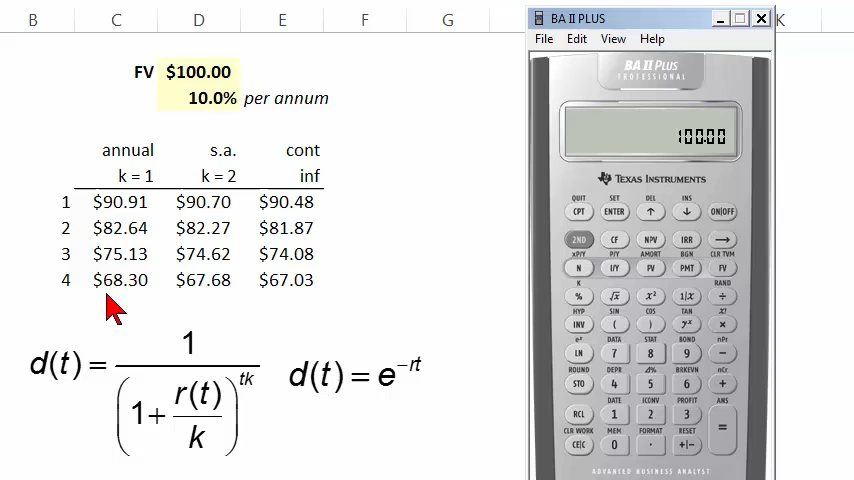 B C D E F G K
BA II PLUS
File Edit View Help
FV $100.00
10.0% per annum
annual s.a. cont
k = 1 k = 2 inf
1 $90.91 $90.70 $90.48
2 $82.64 $82.27 $81.87
3 $75.13 $74.62 $74.08
4 $68.30 $67.68 $67.03
d(t) = 1 / (1 + r(t)/k)^tk d(t) = e^−rt
BA II PLUS
PROFESSIONAL
100.00
TEXAS INSTRUMENTS
QUIT SET DEL INS
CPT ENTER ↑ ↓ ON|OFF
2ND CF NPV IRR →
xP/Y P/Y AMORT BGN CLR TVM
N I/Y PV PMT FV
K RAND
% √x x² 1/x ÷
HYP SIN COS TAN x!
INV ( ) yˣ ×
eˣ DATA STAT BOND nPr
LN 7 8 9 −
ROUND DEPR Δ% BRKEVN nCr
STO 4 5 6 +
DATE ICONV PROFIT ANS
RCL 1 2 3 =
CLR WORK MEM FORMAT RESET
CE|C 0 . +|−
ADVANCED BUSINESS ANALYST